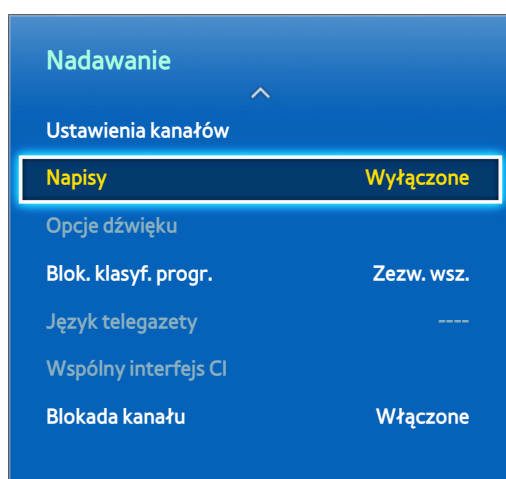 Nadawanie
Ustawienia kanałów
Napisy Wyłączone
Opcje dźwięku
Blok. klasyf. progr. Zezw. wsz.
Język telegazety ----
Wspólny interfejs CI
Blokada kanału Włączone